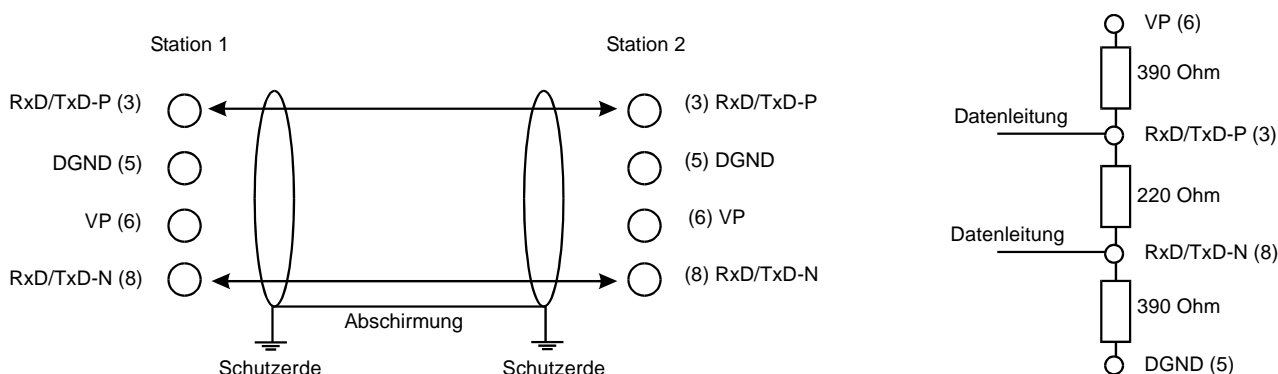 Station 1
Station 2
RxD/TxD-P (3)
(3) RxD/TxD-P
DGND (5)
(5) DGND
VP (6)
(6) VP
RxD/TxD-N (8)
(8) RxD/TxD-N
Abschirmung
Schutzerde
Schutzerde
VP (6)
390 Ohm
Datenleitung
RxD/TxD-P (3)
220 Ohm
Datenleitung
RxD/TxD-N (8)
390 Ohm
DGND (5)